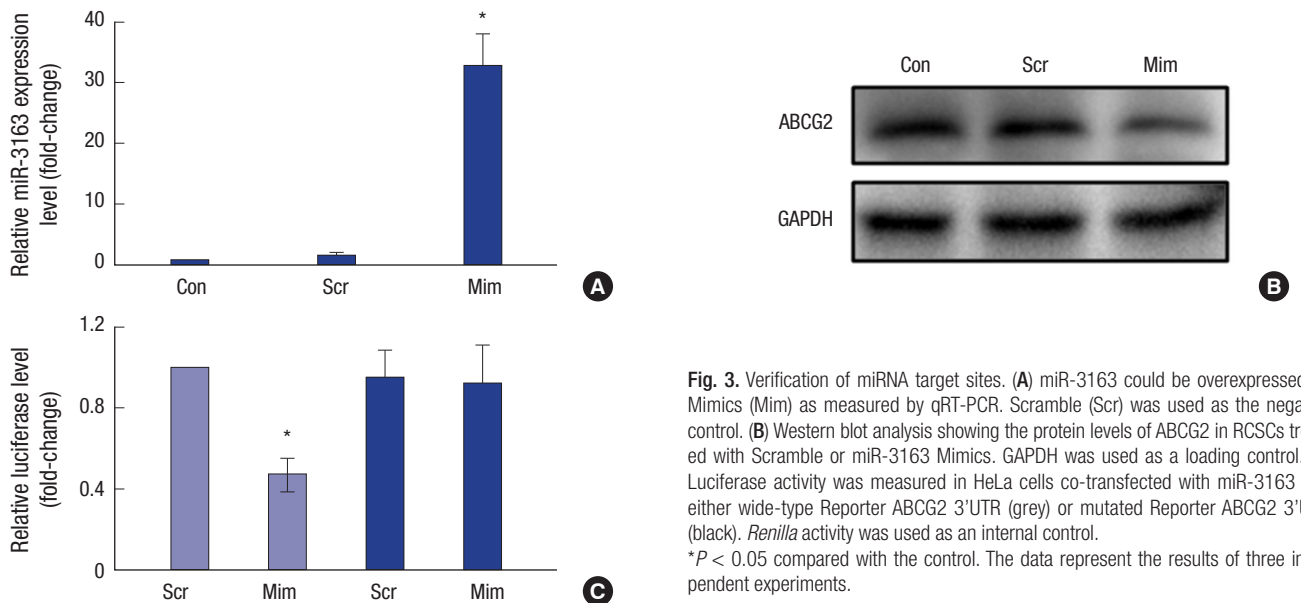 Relative miR-3163 expression
level (fold-change)
40
30
20
10
0
*
Con Scr Mim
A
Relative luciferase level
(fold-change)
1.2
0.8
0.4
0
*
Scr Mim Scr Mim
C
Con Scr Mim
ABCG2
GAPDH
B
Fig. 3. Verification of miRNA target sites. (A) miR-3163 could be overexpressed
Mimics (Mim) as measured by qRT-PCR. Scramble (Scr) was used as the nega
control. (B) Western blot analysis showing the protein levels of ABCG2 in RCSCs tr
ed with Scramble or miR-3163 Mimics. GAPDH was used as a loading control.
Luciferase activity was measured in HeLa cells co-transfected with miR-3163
either wide-type Reporter ABCG2 3’UTR (grey) or mutated Reporter ABCG2 3’U
(black). Renilla activity was used as an internal control.
*P < 0.05 compared with the control. The data represent the results of three in
pendent experiments.